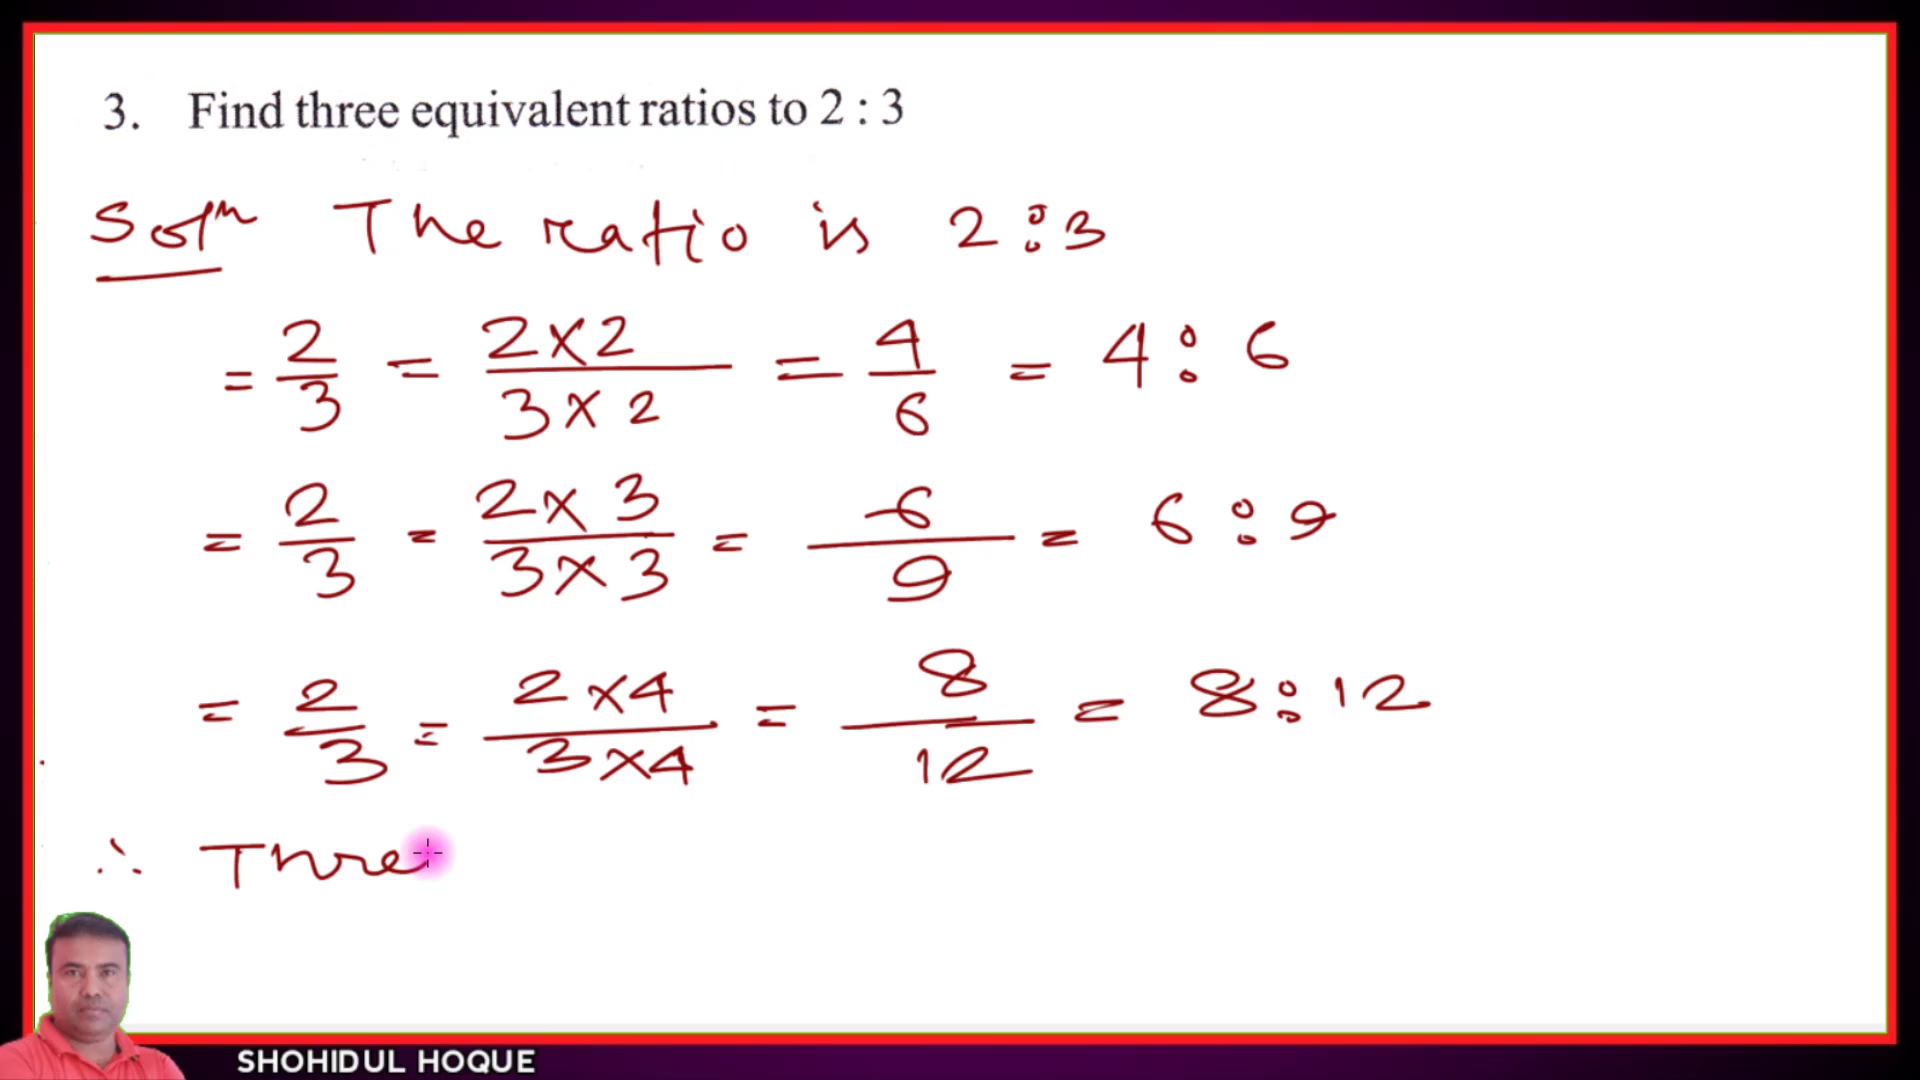 3. Find three equivalent ratios to 2 : 3
Solⁿ The ratio is 2:3
= 2/3 = 2×2/3×2 = 4/6 = 4:6
= 2/3 = 2×3/3×3 = 6/9 = 6:9
= 2/3 = 2×4/3×4 = 8/12 = 8:12
∴ Thre
SHOHIDUL HOQUE